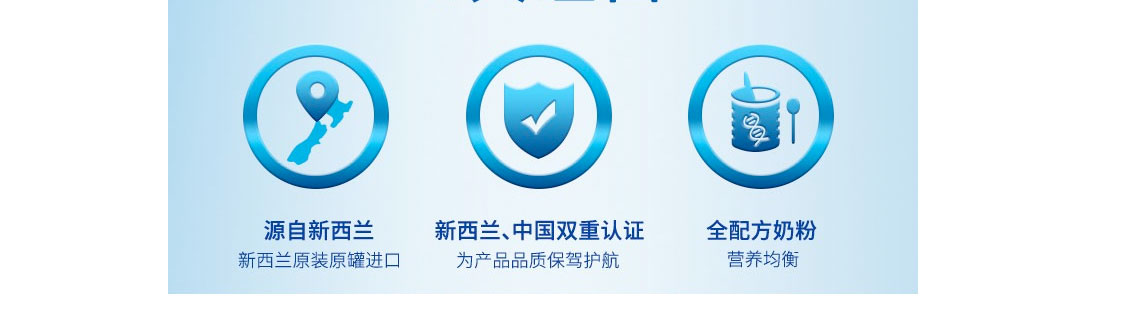 源自新西兰
新西兰原装原罐进口
新西兰、中国双重认证
为产品品质保驾护航
全配方奶粉
营养均衡